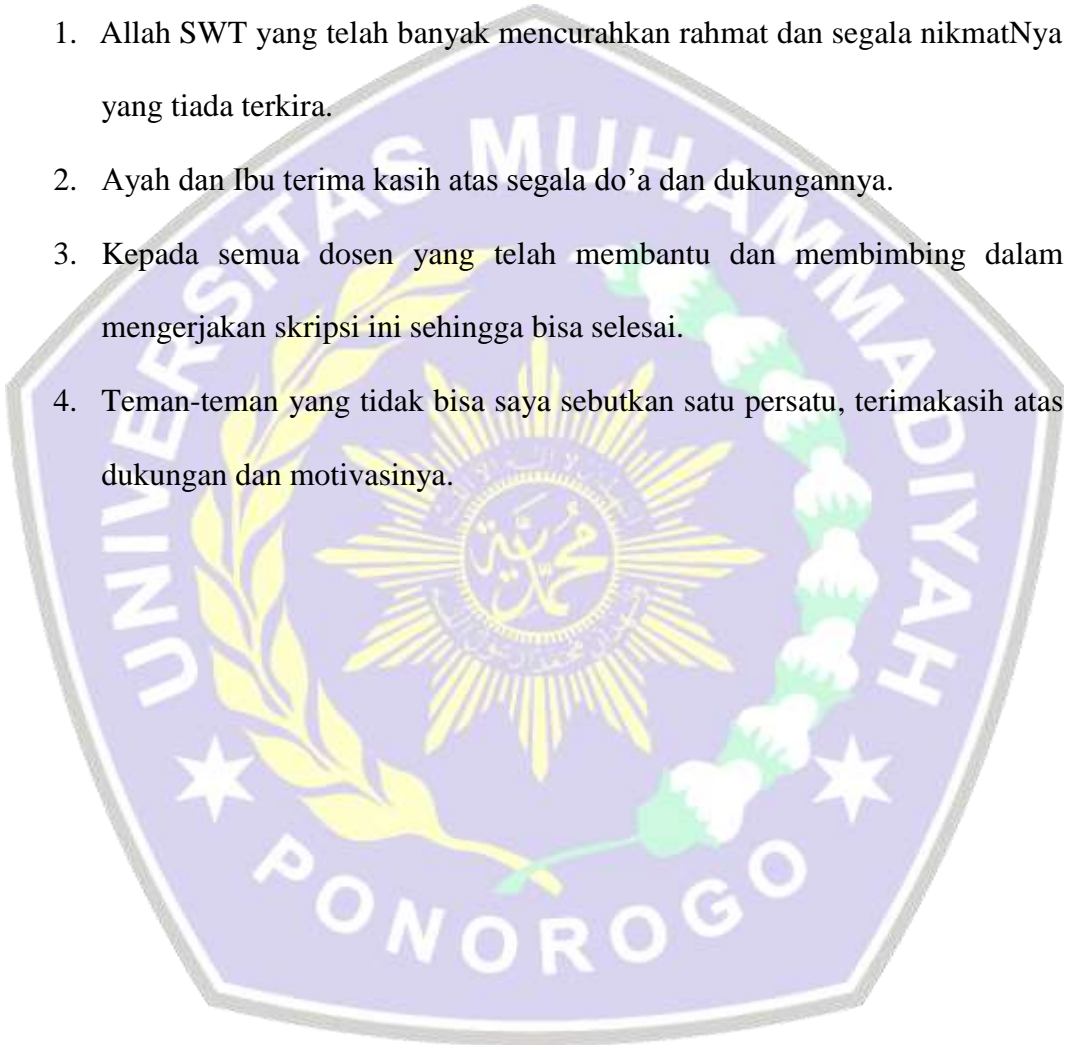 1. Allah SWT yang telah banyak mencurahkan rahmat dan segala nikmatNya
yang tiada terkira.
2. Ayah dan Ibu terima kasih atas segala do’a dan dukungannya.
3. Kepada semua dosen yang telah membantu dan membimbing dalam
mengerjakan skripsi ini sehingga bisa selesai.
4. Teman-teman yang tidak bisa saya sebutkan satu persatu, terimakasih atas
dukungan dan motivasinya.
UNIVERSITAS MUHAMMADIYAH
PONOROGO